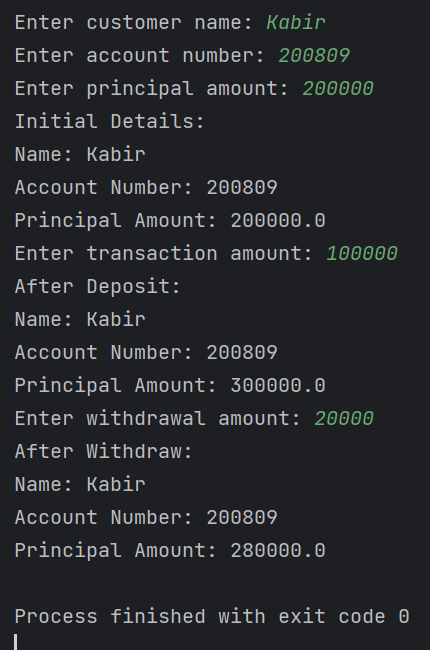 Enter customer name: Kabir
Enter account number: 200809
Enter principal amount: 200000
Initial Details:
Name: Kabir
Account Number: 200809
Principal Amount: 200000.0
Enter transaction amount: 100000
After Deposit:
Name: Kabir
Account Number: 200809
Principal Amount: 300000.0
Enter withdrawal amount: 20000
After Withdraw:
Name: Kabir
Account Number: 200809
Principal Amount: 280000.0
Process finished with exit code 0